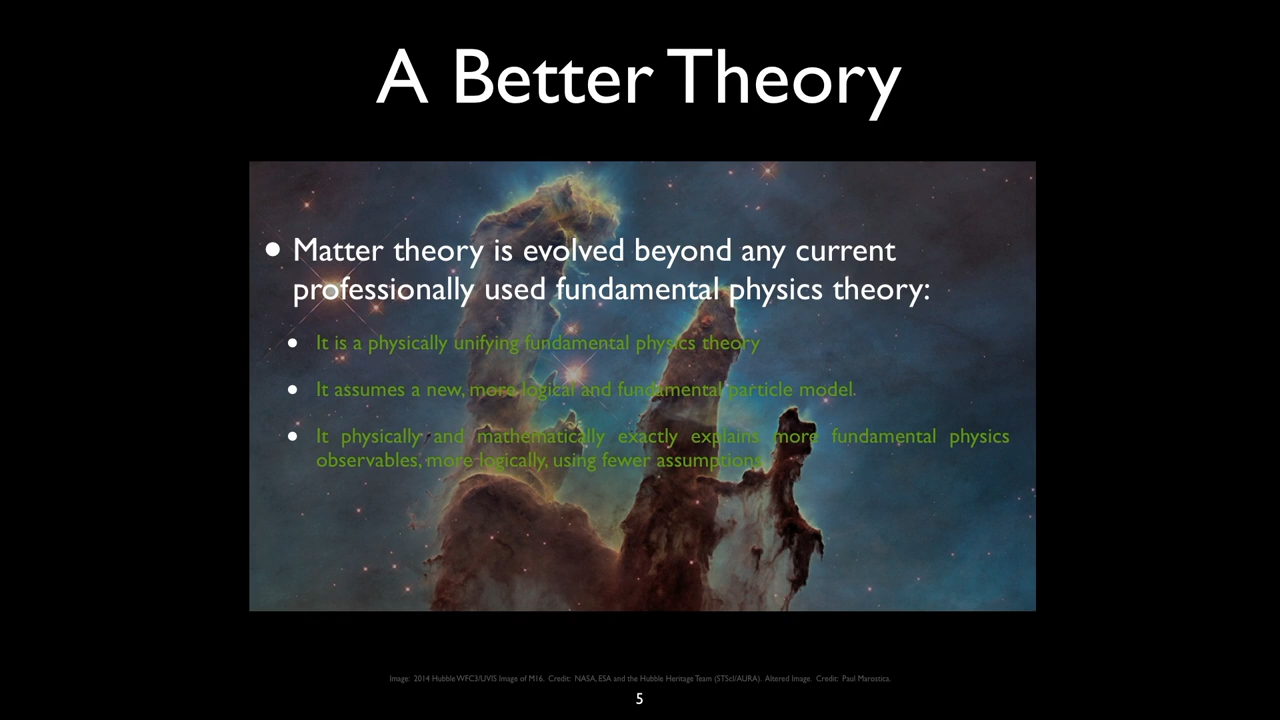 A Better Theory
• Matter theory is evolved beyond any current
professionally used fundamental physics theory:
• It is a physically unifying fundamental physics theory
• It assumes a new, more logical and fundamental particle model.
• It physically and mathematically exactly explains more fundamental physics
observables, more logically, using fewer assumptions.
Image: 2014 Hubble WFC3/UVIS Image of M16. Credit: NASA, ESA and the Hubble Heritage Team (STScI/AURA). Altered Image. Credit: Paul Marostica.
5